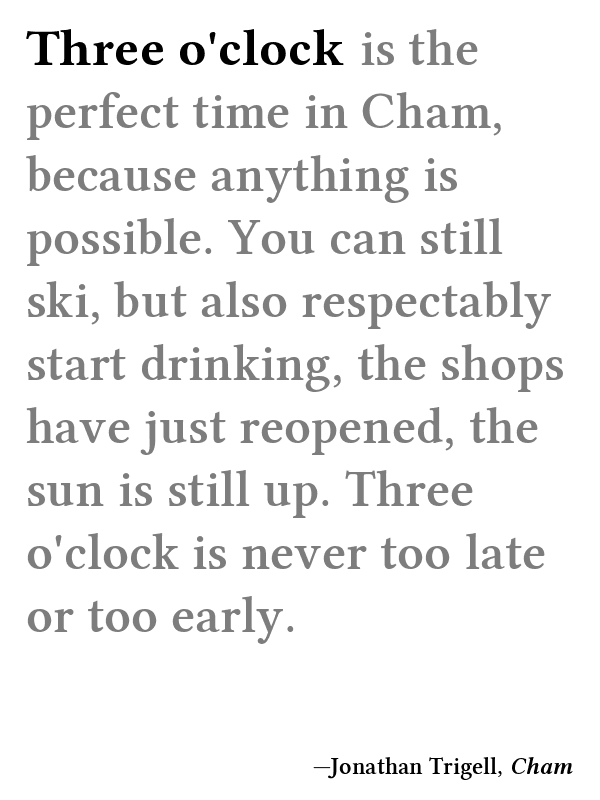 Three o'clock is the
perfect time in Cham,
because anything is
possible. You can still
ski, but also respectably
start drinking, the shops
have just reopened, the
sun is still up. Three
o'clock is never too late
or too early.
—Jonathan Trigell, Cham